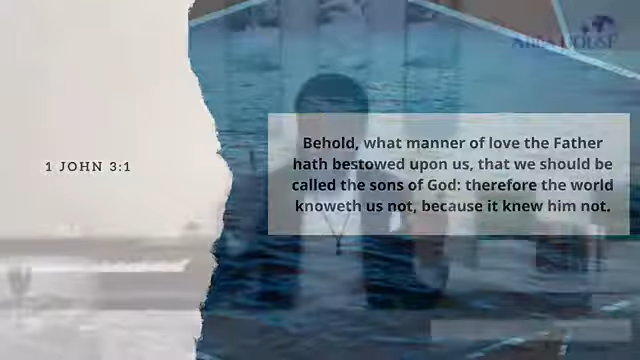 1 JOHN 3:1
Behold, what manner of love the Father
hath bestowed upon us, that we should be
called the sons of God: therefore the world
knoweth us not, because it knew him not.